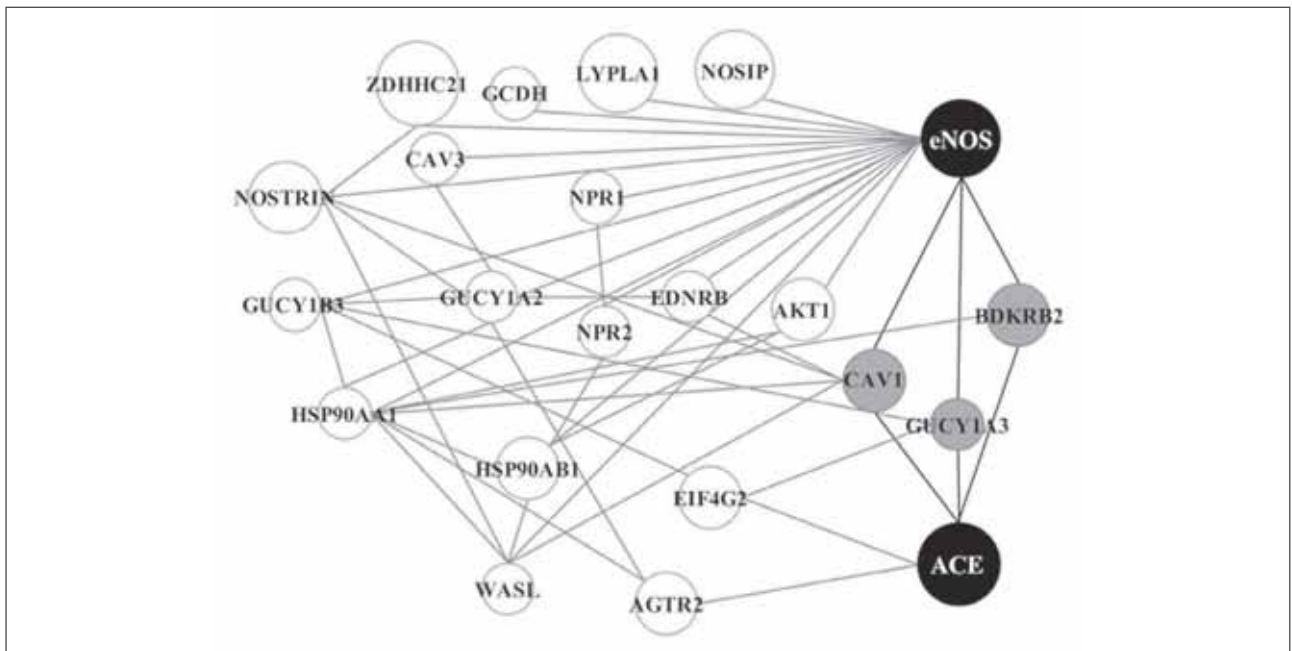 ZDHHC21
GCDH
LYPLA1
NOSIP
eNOS
CAV3
NOSTRIN
NPR1
GUCY1B3
GUCY1A2
EDNRB
AKT1
BDKRB2
NPR2
CAV1
HSP90AA1
GUCY1A3
HSP90AB1
EIF4G2
ACE
WASL
AGTR2